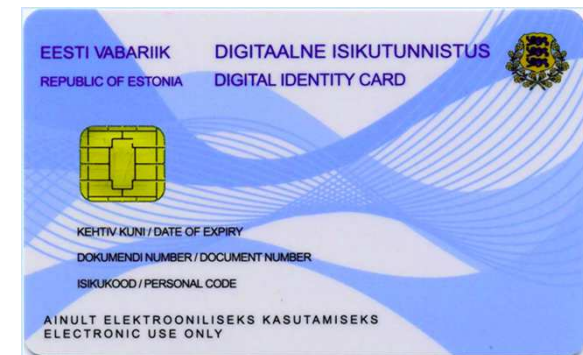 EESTI VABARIIK DIGITAALNE ISIKUTUNNISTUS
REPUBLIC OF ESTONIA DIGITAL IDENTITY CARD
KEHTIV KUNI / DATE OF EXPIRY
DOKUMENDI NUMBER / DOCUMENT NUMBER
ISIKUKOOD / PERSONAL CODE
AINULT ELEKTROONILISEKS KASUTAMISEKS
ELECTRONIC USE ONLY